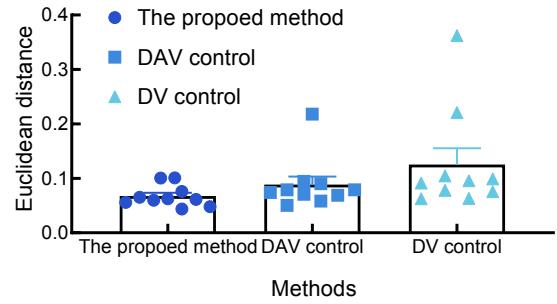 0.4
0.3
0.2
0.1
0.0
Euclidean distance
The propoed method
DAV control
DV control
The propoed method DAV control DV control
Methods